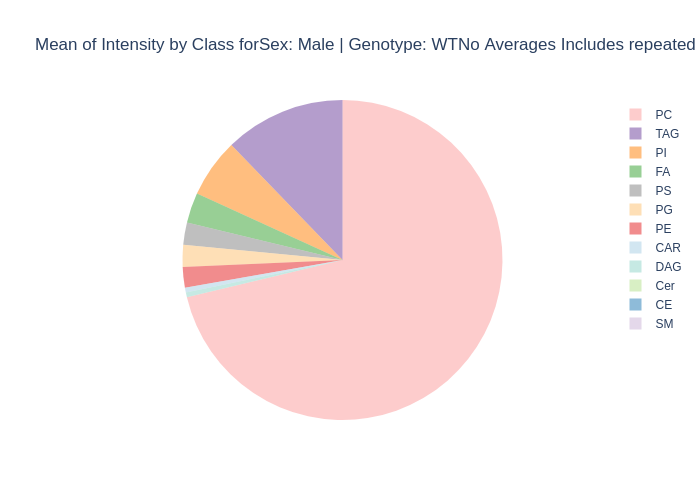 Mean of Intensity by Class forSex: Male | Genotype: WTNo Averages Includes repeated
PC
TAG
PI
FA
PS
PG
PE
CAR
DAG
Cer
CE
SM